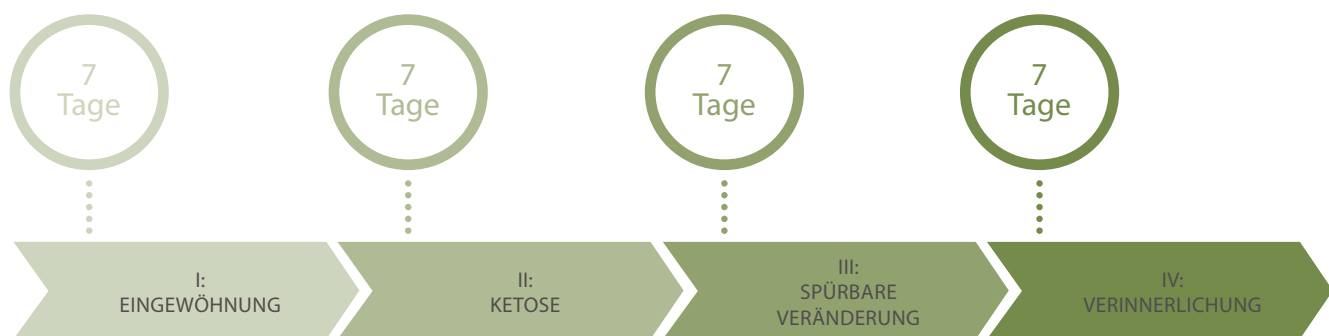 7
Tage
7
Tage
7
Tage
7
Tage
I:
EINGEWÖHNUNG
II:
KETOSE
III:
SPÜRBARE
VERÄNDERUNG
IV:
VERINNERLICHUNG